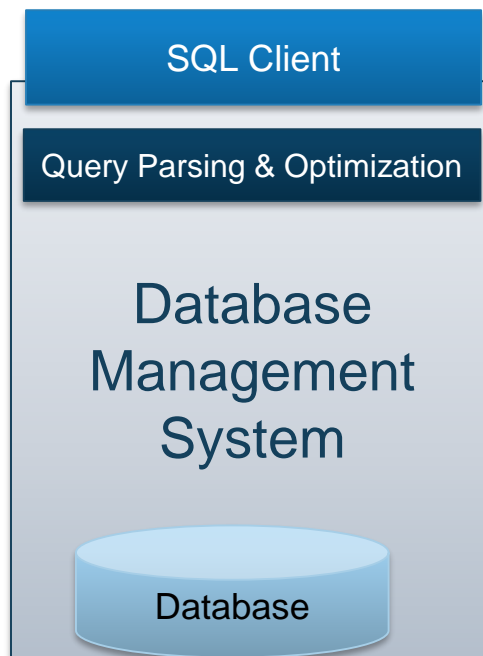 SQL Client
Query Parsing & Optimization
Database
Management
System
Database